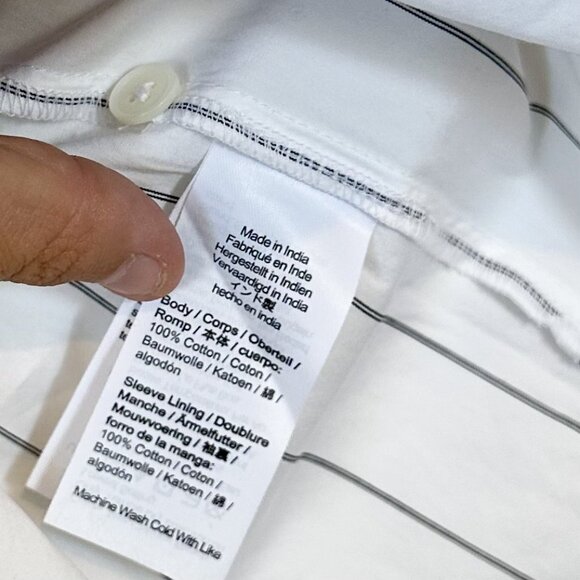 Made in India
Fabriqué en Inde
Hergestellt in Indien
Vervaardigd in India
インド製
hecho en india
Body / Corps / Oberteil /
Romp / 本体 / cuerpo:
100% Cotton / Coton /
Baumwolle / Katoen / 綿 /
algodón
Sleeve Lining / Doublure
Manche / Ärmelfutter /
Mouwvoering / 袖裏 /
forro de la manga:
100% Cotton / Coton /
Baumwolle / Katoen / 綿 /
algodón
Machine Wash Cold With Like